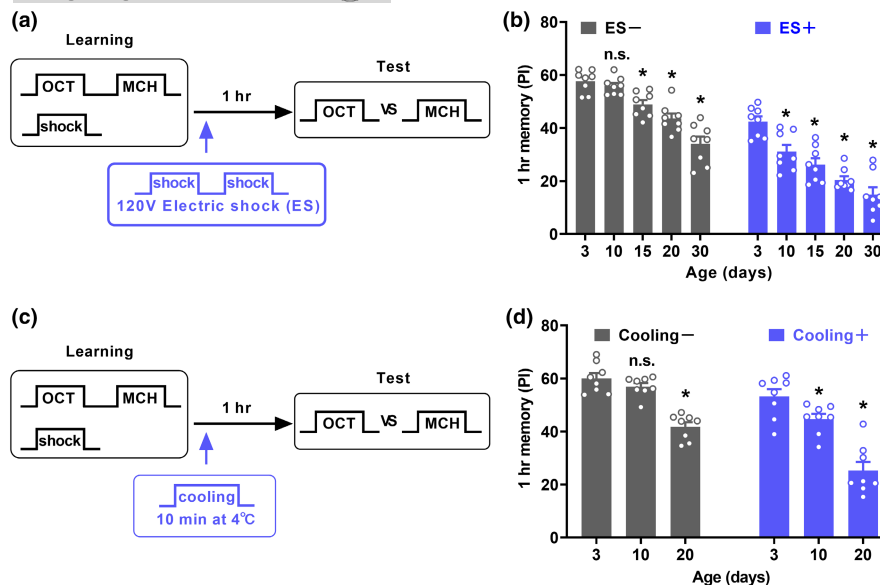 (a)
Learning
OCT MCH
shock
1 hr
Test
OCT VS MCH
shock shock
120V Electric shock (ES)
(b)
ES− ES+
1 hr memory (PI)
80
60
40
20
0
n.s. * * *
* * * *
3 10 15 20 30 3 10 15 20 30
Age (days)
(c)
Learning
OCT MCH
shock
1 hr
Test
OCT VS MCH
cooling
10 min at 4℃
(d)
Cooling− Cooling+
1 hr memory (PI)
80
60
40
20
0
n.s. *
* *
3 10 20 3 10 20
Age (days)